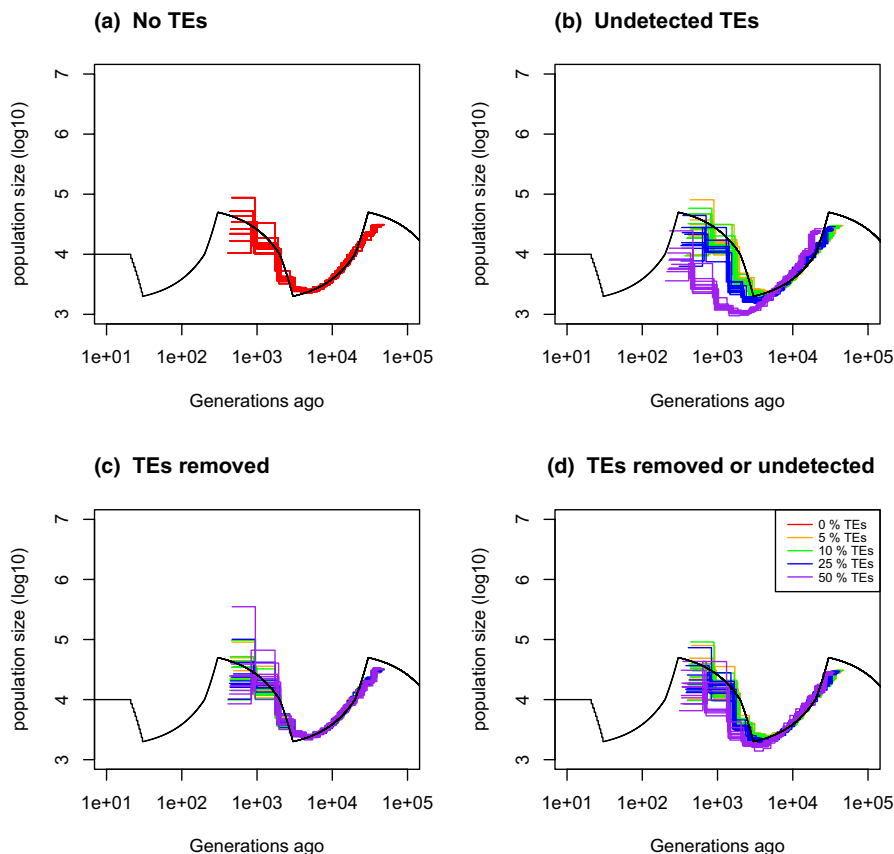 (a) No TEs
population size (log10)
7
6
5
4
3
1e+01 1e+02 1e+03 1e+04 1e+05
Generations ago
(b) Undetected TEs
population size (log10)
7
6
5
4
3
1e+01 1e+02 1e+03 1e+04 1e+05
Generations ago
(c) TEs removed
population size (log10)
7
6
5
4
3
1e+01 1e+02 1e+03 1e+04 1e+05
Generations ago
(d) TEs removed or undetected
population size (log10)
7
6
5
4
3
0 % TEs
5 % TEs
10 % TEs
25 % TEs
50 % TEs
1e+01 1e+02 1e+03 1e+04 1e+05
Generations ago